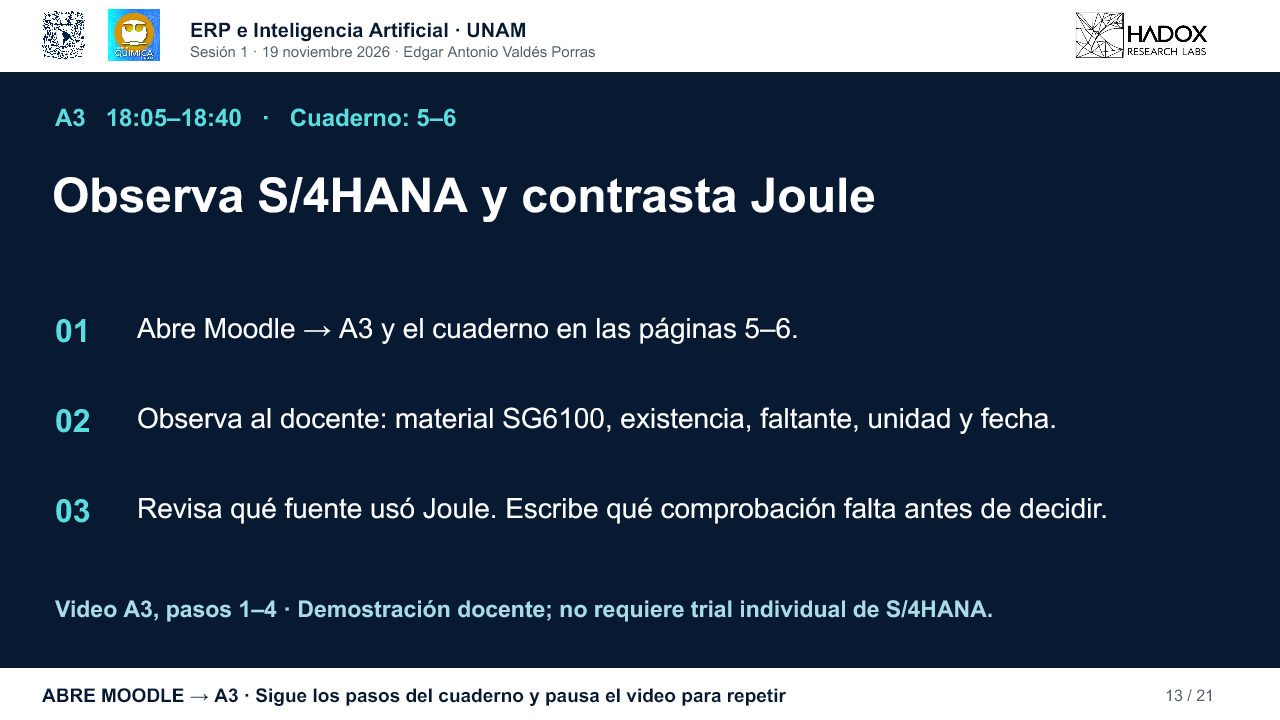 ERP e Inteligencia Artificial · UNAM
Sesión 1 · 19 noviembre 2026 · Edgar Antonio Valdés Porras
QUIMICA
HADOX
RESEARCH LABS
A3 18:05–18:40 · Cuaderno: 5–6
Observa S/4HANA y contrasta Joule
01 Abre Moodle → A3 y el cuaderno en las páginas 5–6.
02 Observa al docente: material SG6100, existencia, faltante, unidad y fecha.
03 Revisa qué fuente usó Joule. Escribe qué comprobación falta antes de decidir.
Video A3, pasos 1–4 · Demostración docente; no requiere trial individual de S/4HANA.
ABRE MOODLE → A3 · Sigue los pasos del cuaderno y pausa el video para repetir
13 / 21